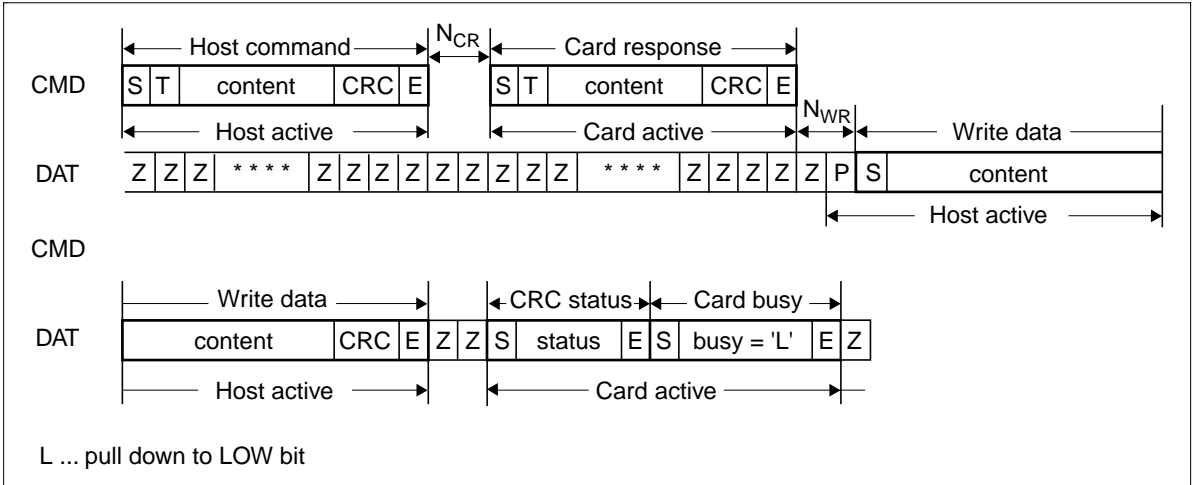 Host command N_CR Card response
CMD S T content CRC E S T content CRC E
Host active Card active N_WR Write data
DAT Z Z Z * * * * Z Z Z Z Z Z Z Z Z * * * * Z Z Z Z Z P S content
Host active
CMD
Write data CRC status Card busy
DAT content CRC E Z Z S status E S busy = 'L' E Z
Host active Card active
L ... pull down to LOW bit